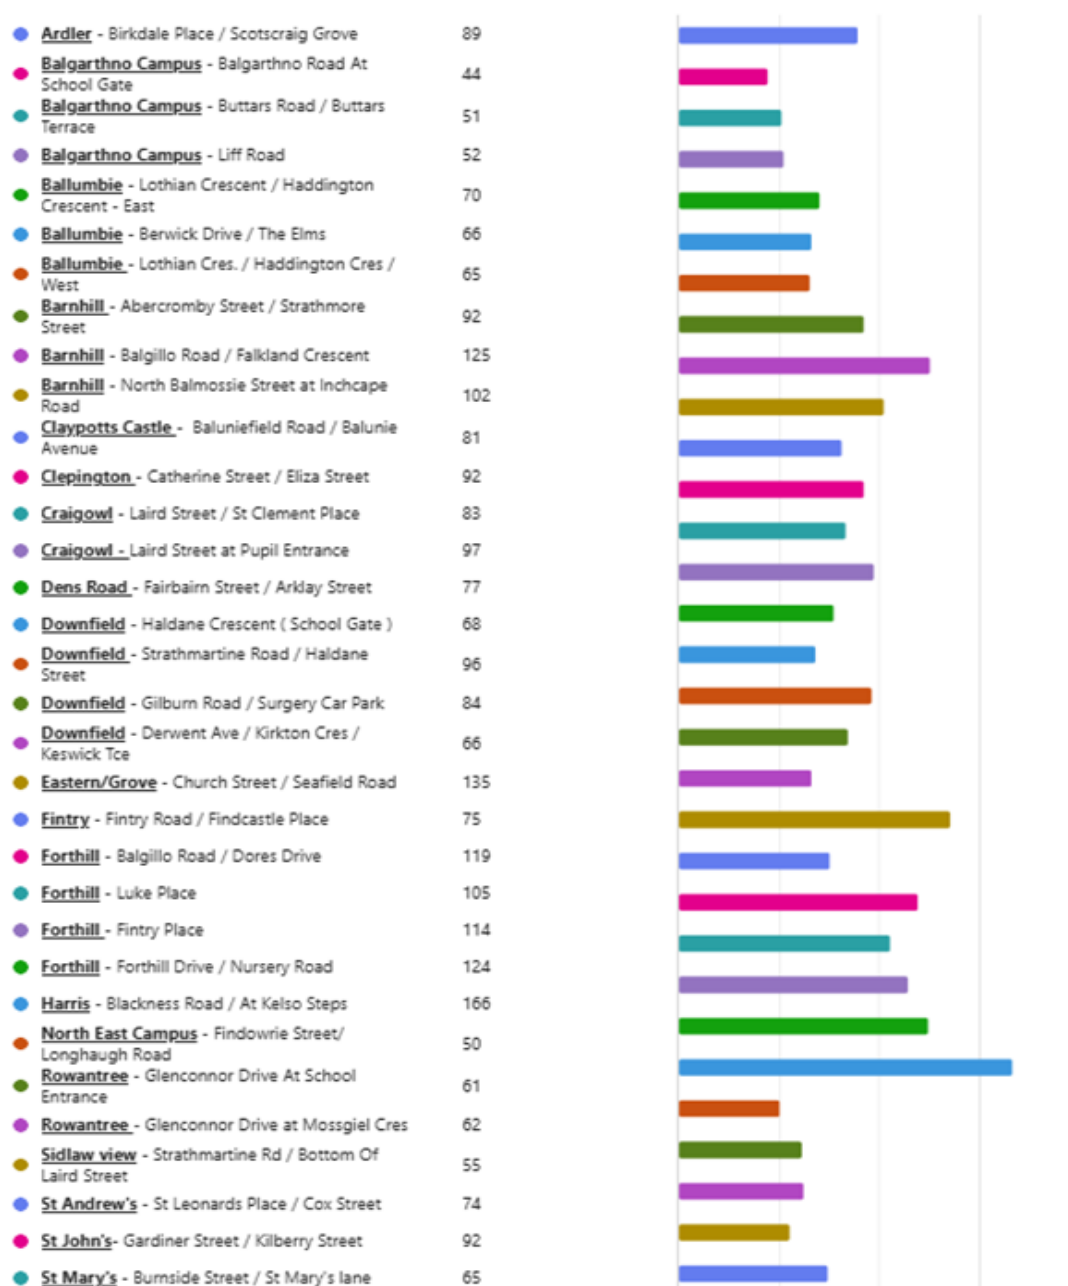 Ardler - Birkdale Place / Scotscraig Grove 89
Balgarthno Campus - Balgarthno Road At
School Gate 44
Balgarthno Campus - Buttars Road / Buttars
Terrace 51
Balgarthno Campus - Liff Road 52
Ballumbie - Lothian Crescent / Haddington
Crescent - East 70
Ballumbie - Berwick Drive / The Elms 66
Ballumbie - Lothian Cres. / Haddington Cres /
West 65
Barnhill - Abercromby Street / Strathmore
Street 92
Barnhill - Balgillo Road / Falkland Crescent 125
Barnhill - North Balmossie Street at Inchcape
Road 102
Claypotts Castle - Baluniefield Road / Balunie
Avenue 81
Clepington - Catherine Street / Eliza Street 92
Craigowl - Laird Street / St Clement Place 83
Craigowl - Laird Street at Pupil Entrance 97
Dens Road - Fairbairn Street / Arklay Street 77
Downfield - Haldane Crescent ( School Gate ) 68
Downfield - Strathmartine Road / Haldane
Street 96
Downfield - Gilburn Road / Surgery Car Park 84
Downfield - Derwent Ave / Kirkton Cres /
Keswick Tce 66
Eastern/Grove - Church Street / Seafield Road 135
Fintry - Fintry Road / Findcastle Place 75
Forthill - Balgillo Road / Dores Drive 119
Forthill - Luke Place 105
Forthill - Fintry Place 114
Forthill - Forthill Drive / Nursery Road 124
Harris - Blackness Road / At Kelso Steps 166
North East Campus - Findowrie Street/
Longhaugh Road 50
Rowantree - Glenconnor Drive At School
Entrance 61
Rowantree - Glenconnor Drive at Mossgiel Cres 62
Sidlaw view - Strathmartine Rd / Bottom Of
Laird Street 55
St Andrew's - St Leonards Place / Cox Street 74
St John's- Gardiner Street / Kilberry Street 92
St Mary's - Burnside Street / St Mary's lane 65